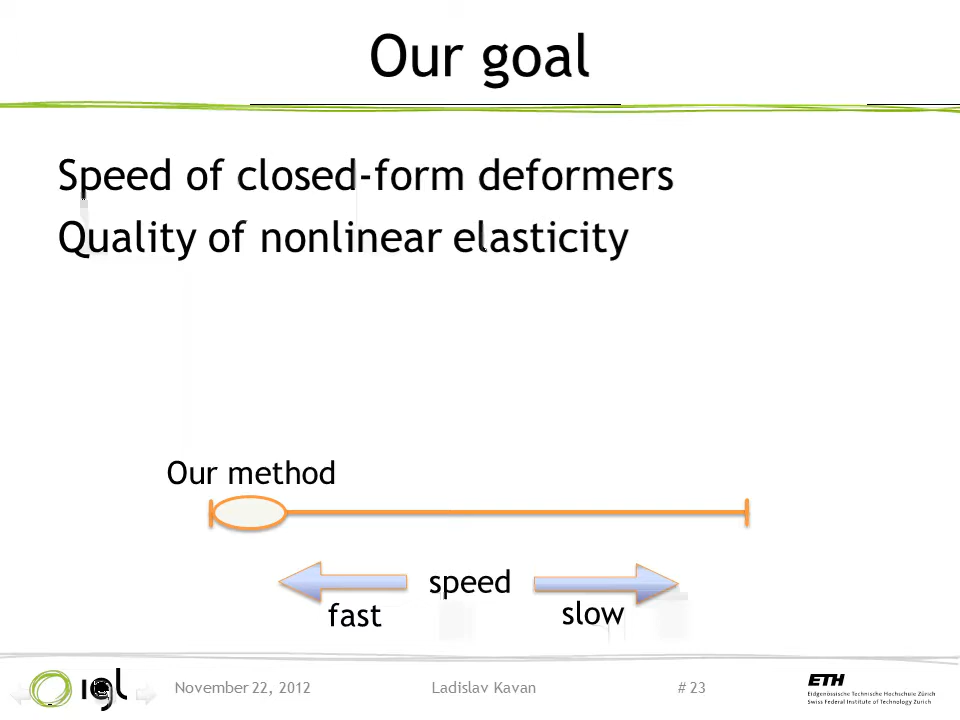 Our goal
Speed of closed-form deformers
Quality of nonlinear elasticity
Our method
speed
fast
slow
igl
November 22, 2012
Ladislav Kavan
# 23
ETH
Eidgenössische Technische Hochschule Zürich
Swiss Federal Institute of Technology Zurich